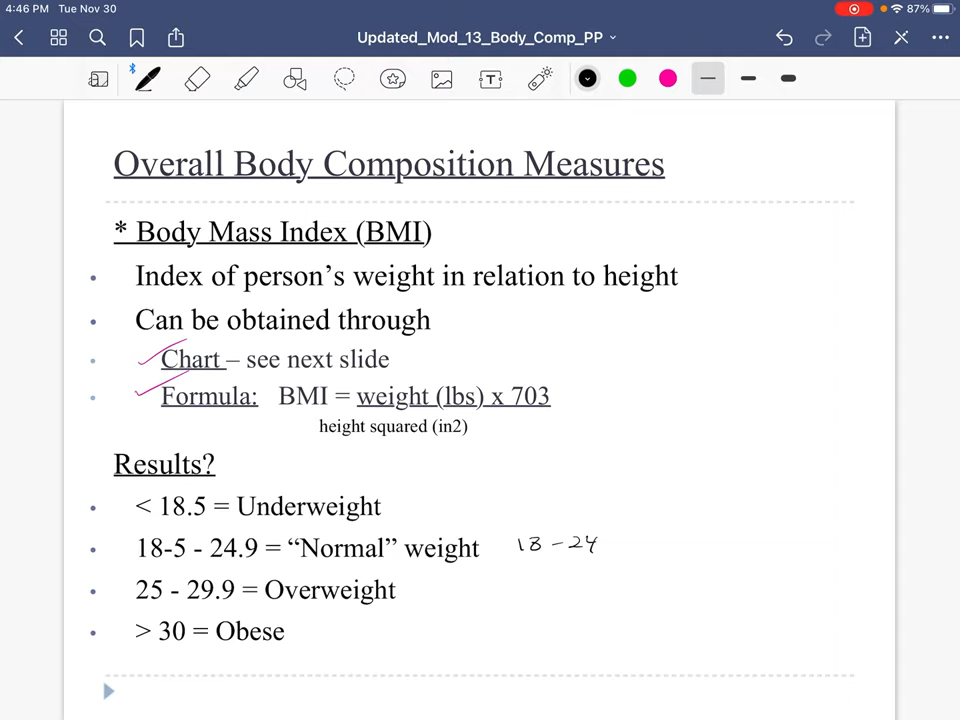 4:46 PM Tue Nov 30
87%
Updated_Mod_13_Body_Comp_PP
T
Overall Body Composition Measures
* Body Mass Index (BMI)
• Index of person's weight in relation to height
• Can be obtained through
• Chart – see next slide
• Formula: BMI = weight (lbs) x 703
height squared (in2)
Results?
• < 18.5 = Underweight
• 18-5 - 24.9 = “Normal” weight 18 - 24
• 25 - 29.9 = Overweight
• > 30 = Obese